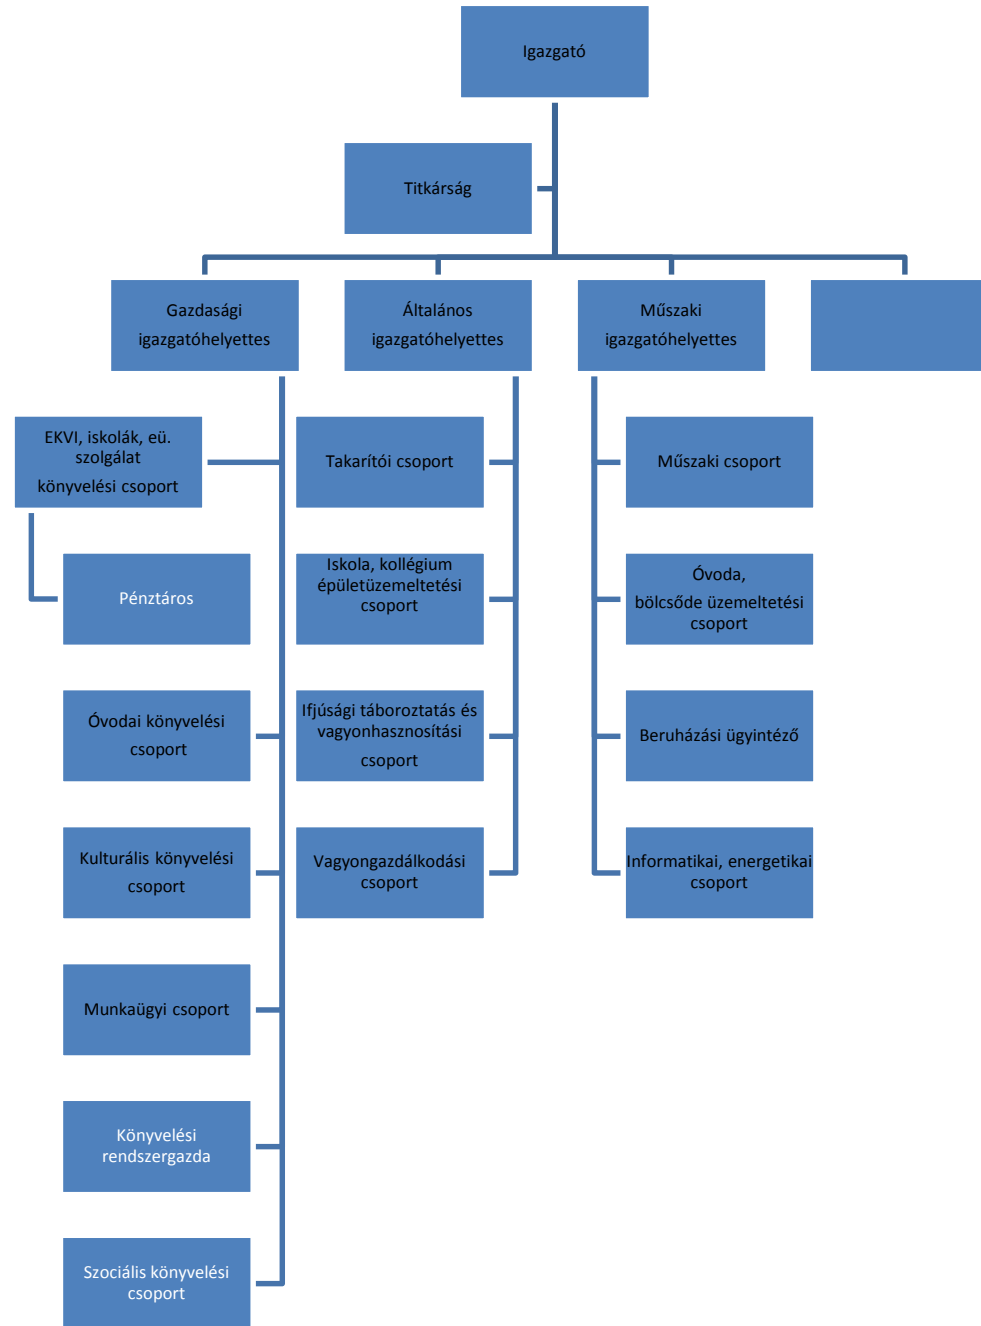 Igazgató
Titkárság
Gazdasági
igazgatóhelyettes
Általános
igazgatóhelyettes
Műszaki
igazgatóhelyettes
EKVI, iskolák, eü.
szolgálat
könyvelési csoport
Takarítói csoport
Műszaki csoport
Pénztáros
Iskola, kollégium
épületüzemeltetési
csoport
Óvoda,
bölcsőde üzemeltetési
csoport
Óvodai könyvelési
csoport
Ifjúsági táboroztatás és
vagyonhasznosítási
csoport
Beruházási ügyintéző
Kulturális könyvelési
csoport
Vagyongazdálkodási
csoport
Informatikai, energetikai
csoport
Munkaügyi csoport
Könyvelési
rendszergazda
Szociális könyvelési
csoport